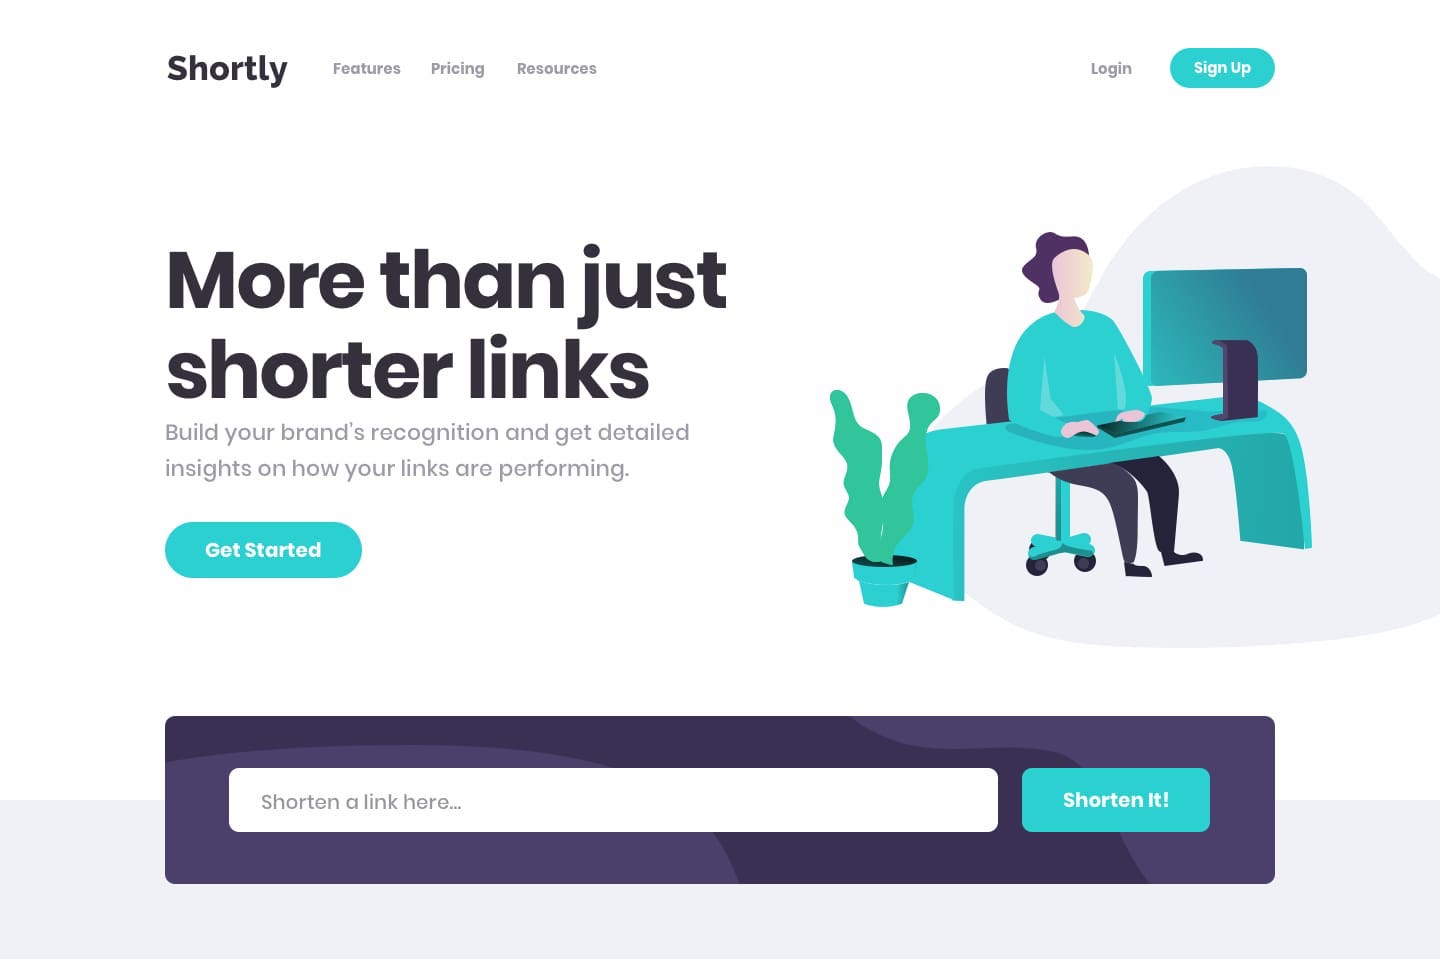 Shortly
Features
Pricing
Resources
Login
Sign Up
More than just
shorter links
Build your brand’s recognition and get detailed
insights on how your links are performing.
Get Started
Shorten a link here...
Shorten It!